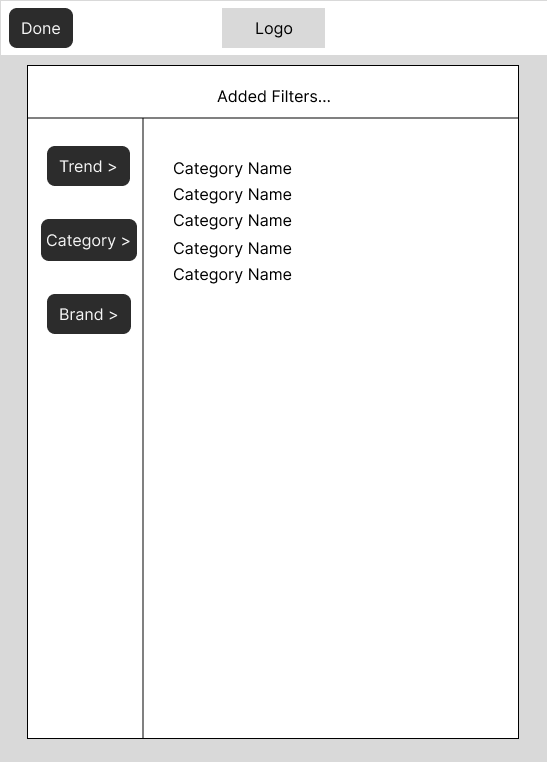 Done
Logo
Added Filters...
Trend >
Category >
Brand >
Category Name
Category Name
Category Name
Category Name
Category Name